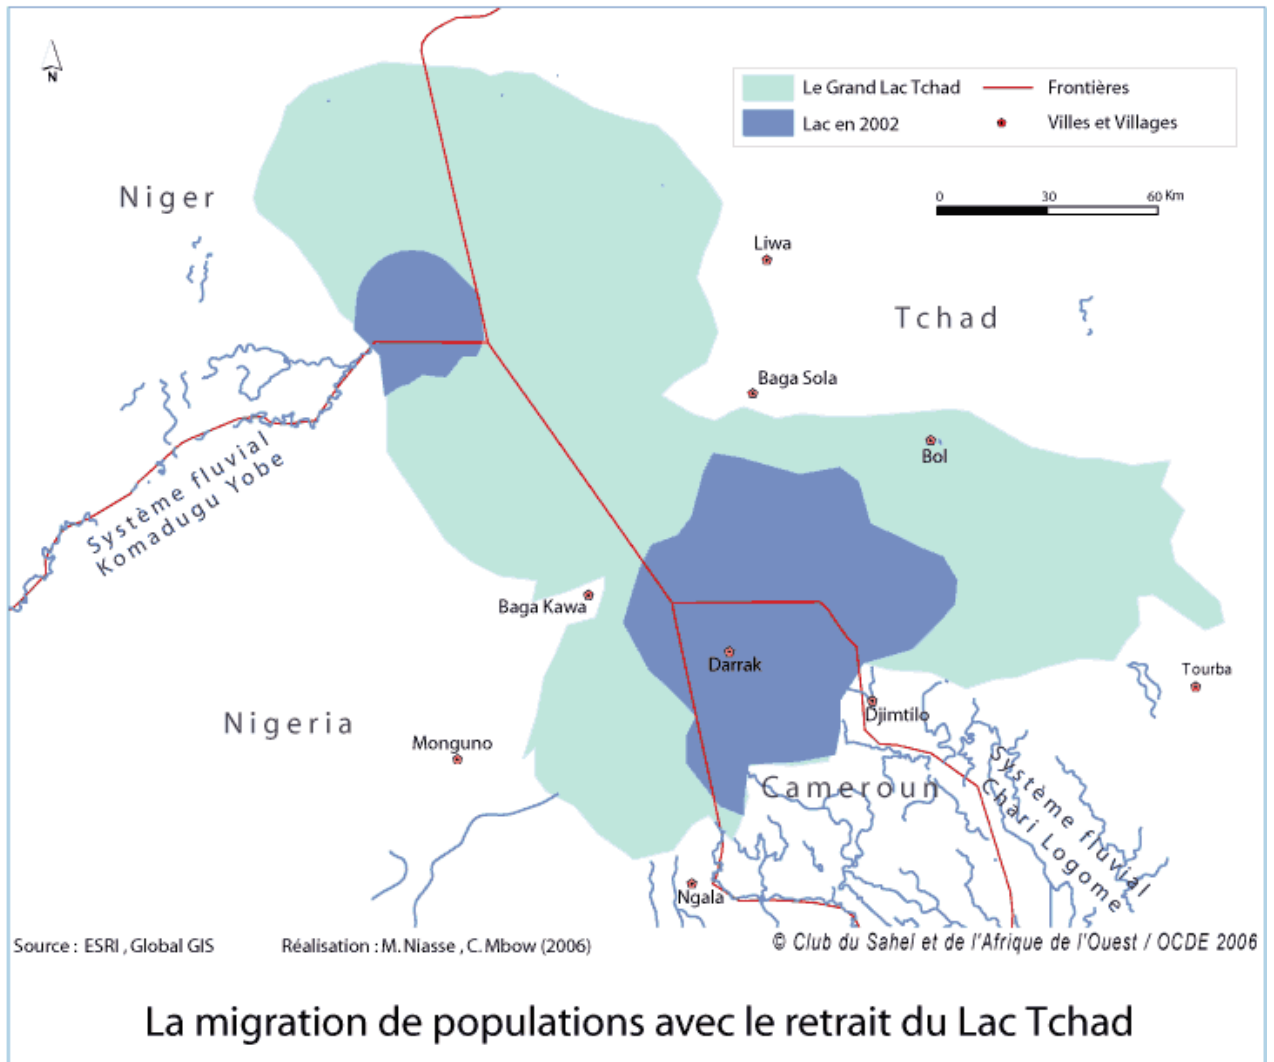 N
Le Grand Lac Tchad
Frontières
Lac en 2002
Villes et Villages
0 30 60 Km
Niger
Liwa
Tchad
Baga Sola
Bol
Système fluvial
Komadugu Yobe
Baga Kawa
Darrak
Tourba
Djimtilo
Nigeria
Monguno
Cameroun
Système fluvial
Chari Logome
Ngala
Source : ESRI , Global GIS
Réalisation : M. Niasse , C. Mbow (2006)
© Club du Sahel et de l'Afrique de l'Ouest / OCDE 2006
La migration de populations avec le retrait du Lac Tchad